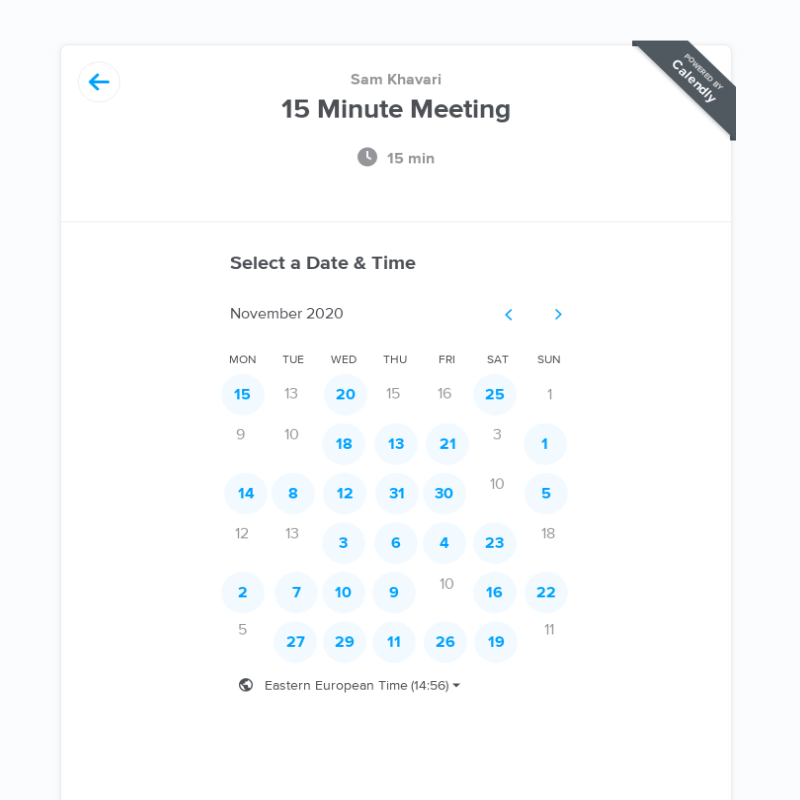 Sam Khavari
POWERED BY
Calendly
15 Minute Meeting
15 min
Select a Date & Time
November 2020
MON TUE WED THU FRI SAT SUN
15 13 20 15 16 25 1
9 10 18 13 21 3 1
14 8 12 31 30 10 5
12 13 3 6 4 23 18
2 7 10 9 10 16 22
5 27 29 11 26 19 11
Eastern European Time (14:56)